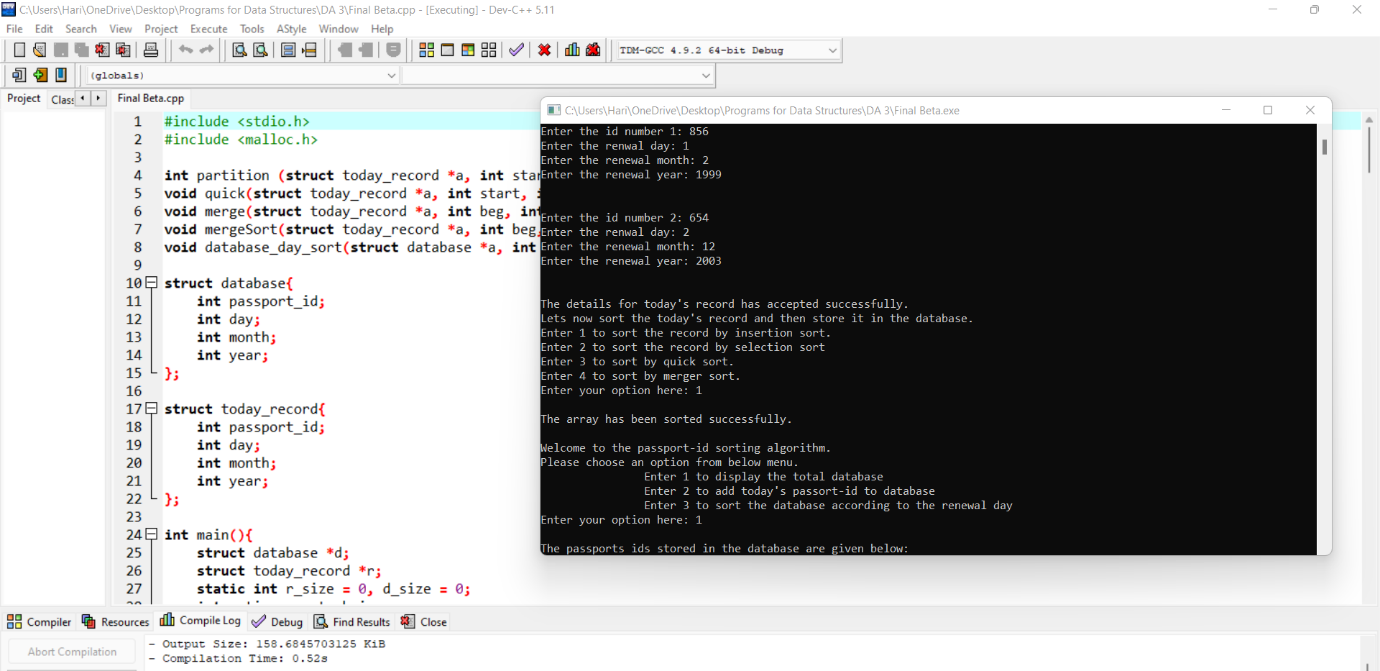 C:\Users\Hari\OneDrive\Desktop\Programs for Data Structures\DA 3\Final Beta.cpp - [Executing] - Dev-C++ 5.11
File Edit Search View Project Execute Tools AStyle Window Help
TDM-GCC 4.9.2 64-bit Debug
(globals)
Project Class Final Beta.cpp
1 #include <stdio.h>
2 #include <malloc.h>
3
4 int partition (struct today_record *a, int star
5 void quick(struct today_record *a, int start, i
6 void merge(struct today_record *a, int beg, int
7 void mergeSort(struct today_record *a, int beg,
8 void database_day_sort(struct database *a, int
9
10 struct database{
11 int passport_id;
12 int day;
13 int month;
14 int year;
15 };
16
17 struct today_record{
18 int passport_id;
19 int day;
20 int month;
21 int year;
22 };
23
24 int main(){
25 struct database *d;
26 struct today_record *r;
27 static int r_size = 0, d_size = 0;
C:\Users\Hari\OneDrive\Desktop\Programs for Data Structures\DA 3\Final Beta.exe
Enter the id number 1: 856
Enter the renwal day: 1
Enter the renewal month: 2
Enter the renewal year: 1999
Enter the id number 2: 654
Enter the renwal day: 2
Enter the renewal month: 12
Enter the renewal year: 2003
The details for today's record has accepted successfully.
Lets now sort the today's record and then store it in the database.
Enter 1 to sort the record by insertion sort.
Enter 2 to sort the record by selection sort
Enter 3 to sort by quick sort.
Enter 4 to sort by merger sort.
Enter your option here: 1
The array has been sorted successfully.
Welcome to the passport-id sorting algorithm.
Please choose an option from below menu.
Enter 1 to display the total database
Enter 2 to add today's passort-id to database
Enter 3 to sort the database according to the renewal day
Enter your option here: 1
The passports ids stored in the database are given below:
Compiler Resources Compile Log Debug Find Results Close
Abort Compilation
- Output Size: 158.6845703125 KiB
- Compilation Time: 0.52s